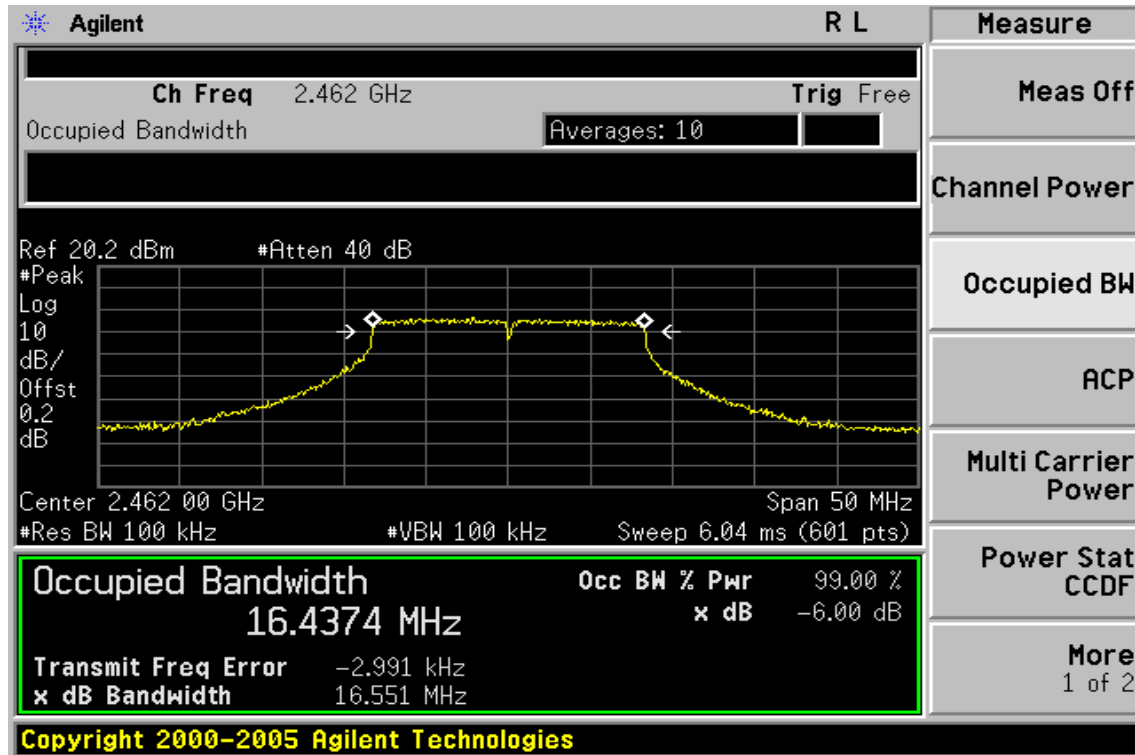 Agilent R L
Measure
Ch Freq 2.462 GHz Trig Free
Occupied Bandwidth Averages: 10
Meas Off
Channel Power
Occupied BW
ACP
Multi Carrier
Power
Power Stat
CCDF
More
1 of 2
Ref 20.2 dBm #Atten 40 dB
#Peak
Log
10
dB/
Offst
0.2
dB
Center 2.462 00 GHz Span 50 MHz
#Res BW 100 kHz #VBW 100 kHz Sweep 6.04 ms (601 pts)
Occupied Bandwidth Occ BW % Pwr 99.00 %
16.4374 MHz x dB -6.00 dB
Transmit Freq Error -2.991 kHz
x dB Bandwidth 16.551 MHz
Copyright 2000-2005 Agilent Technologies